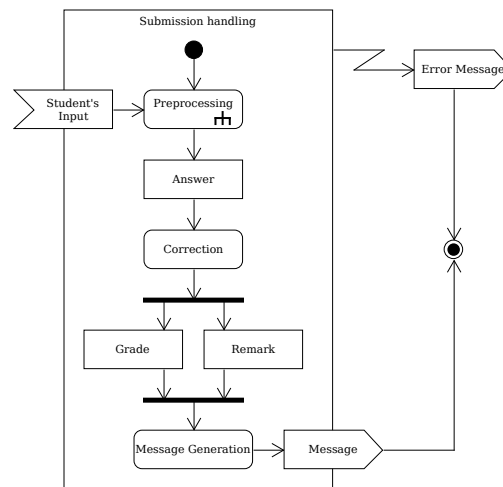 Submission handling
Error Message
Student's
Input
Preprocessing
Answer
Correction
Grade
Remark
Message Generation
Message